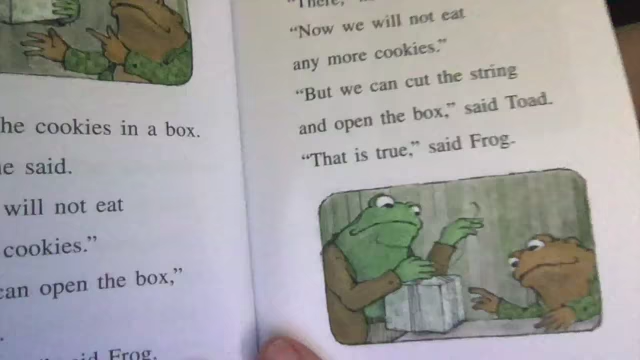 he cookies in a box.
said.
will not eat
cookies."
can open the box,"
Frog.
"There,"
"Now we will not eat
any more cookies."
"But we can cut the string
and open the box," said Toad.
"That is true," said Frog.